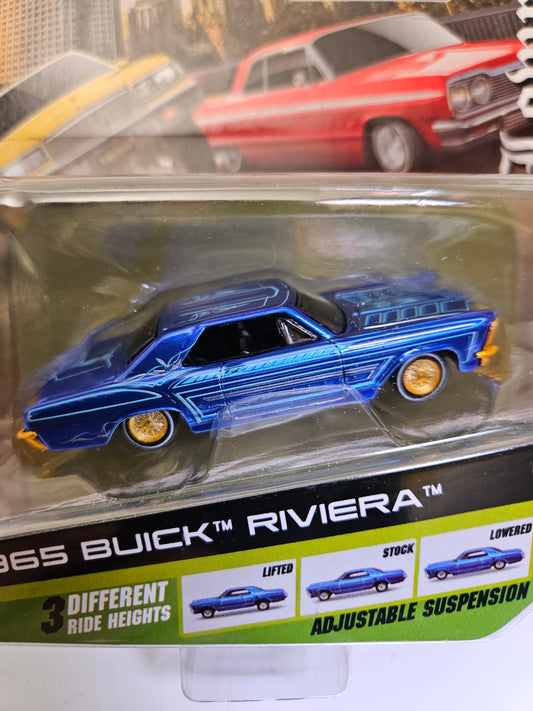 965 BUICK™ RIVIERA™
3 DIFFERENT
RIDE HEIGHTS
LIFTED
STOCK
LOWERED
ADJUSTABLE SUSPENSION